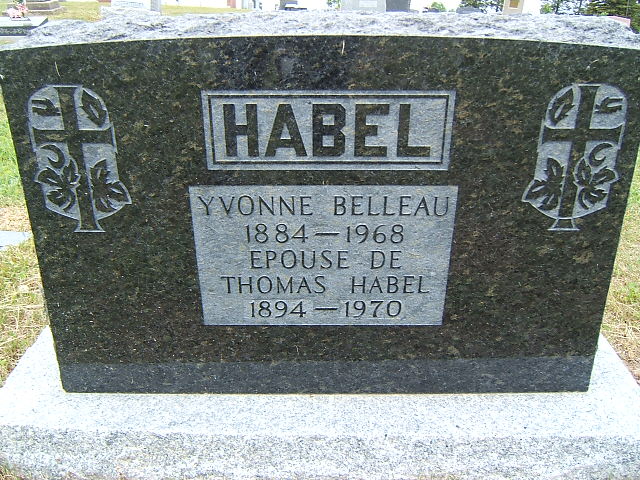 HABEL
YVONNE BELLEAU
1884-1968
EPOUSE DE
THOMAS HABEL
1894-1970